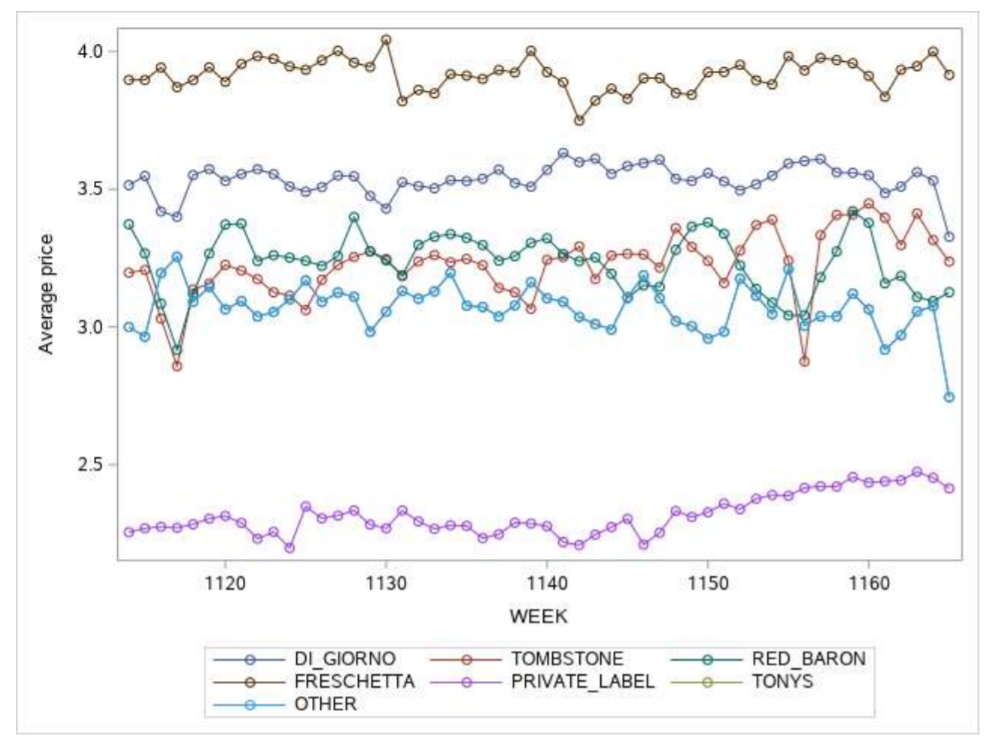 4.0
3.5
3.0
2.5
Average price
1120 1130 1140 1150 1160
WEEK
DI_GIORNO TOMBSTONE RED_BARON
FRESCHETTA PRIVATE_LABEL TONYS
OTHER